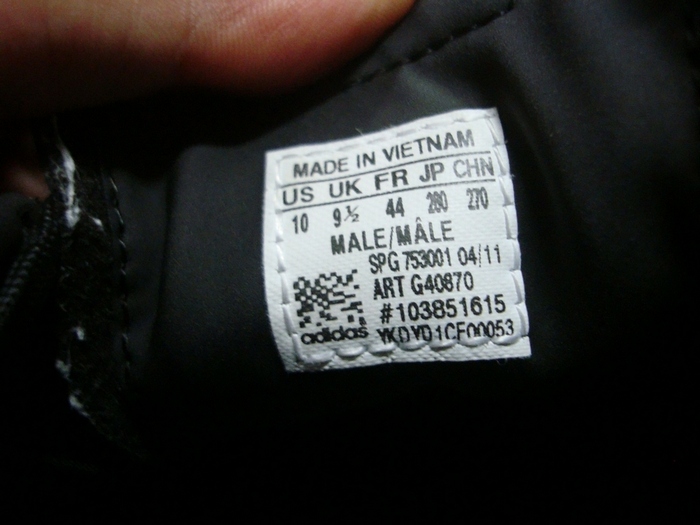 MADE IN VIETNAM
US UK FR JP CHN
10 9½ 44 280 270
MALE/MÂLE
SPG 753001 04/11
ART G40870
#103851615
adidas YKDYD1CF00053